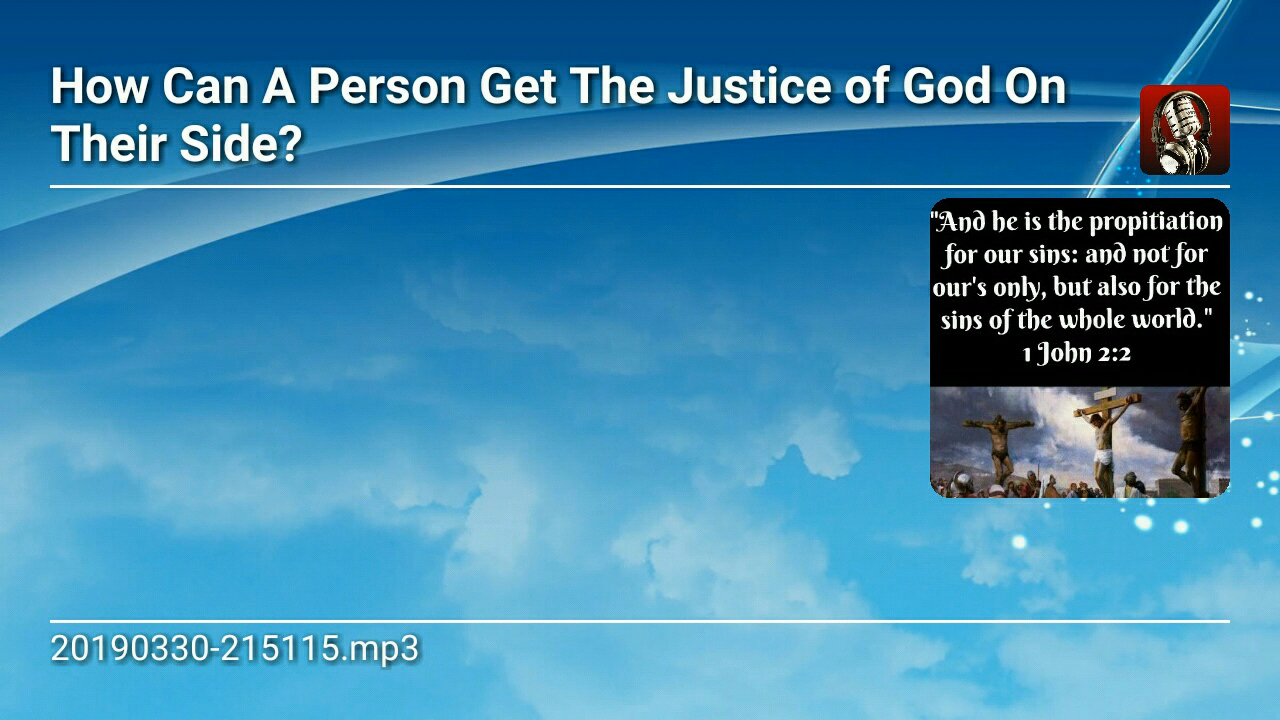 How Can A Person Get The Justice of God On
Their Side?
"And he is the propitiation
for our sins: and not for
our's only, but also for the
sins of the whole world."
1 John 2:2
20190330-215115.mp3